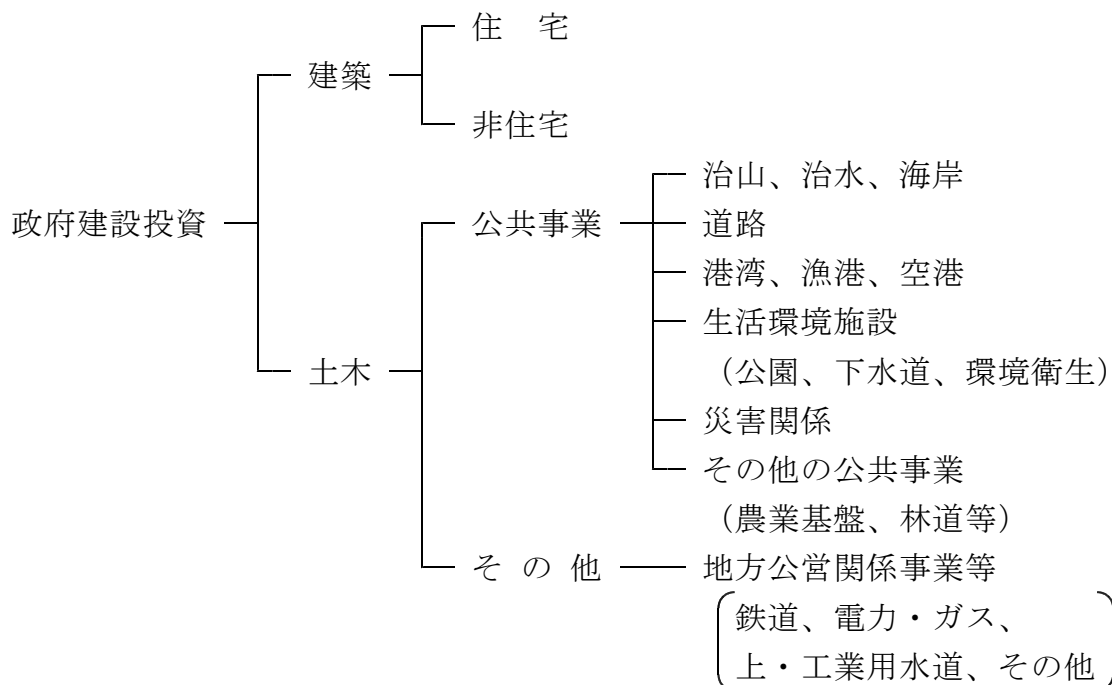 住　宅
建築
非住宅
治山、治水、海岸
政府建設投資
公共事業
道路
港湾、漁港、空港
生活環境施設
（公園、下水道、環境衛生）
土木
災害関係
その他の公共事業
（農業基盤、林道等）
そ の 他
地方公営関係事業等
鉄道、電力・ガス、
上・工業用水道、その他